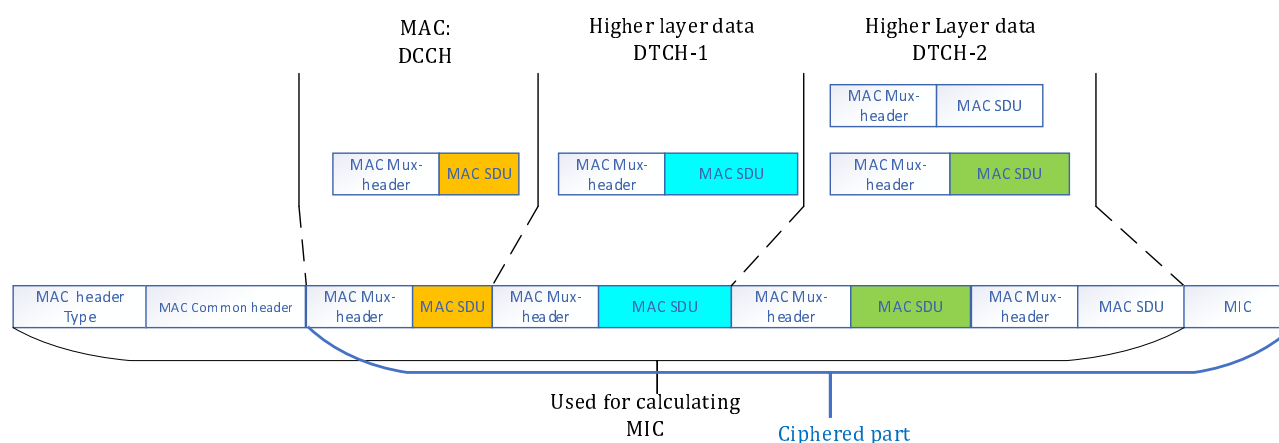 MAC:
DCCH
Higher layer data
DTCH-1
Higher Layer data
DTCH-2
MAC Mux-
header
MAC SDU
MAC Mux-
header
MAC SDU
MAC Mux-
header
MAC SDU
MAC Mux-
header
MAC SDU
MAC header
Type
MAC Common header
MAC Mux-
header
MAC SDU
MAC Mux-
header
MAC SDU
MAC Mux-
header
MAC SDU
MAC Mux-
header
MAC SDU
MIC
Used for calculating
MIC
Ciphered part